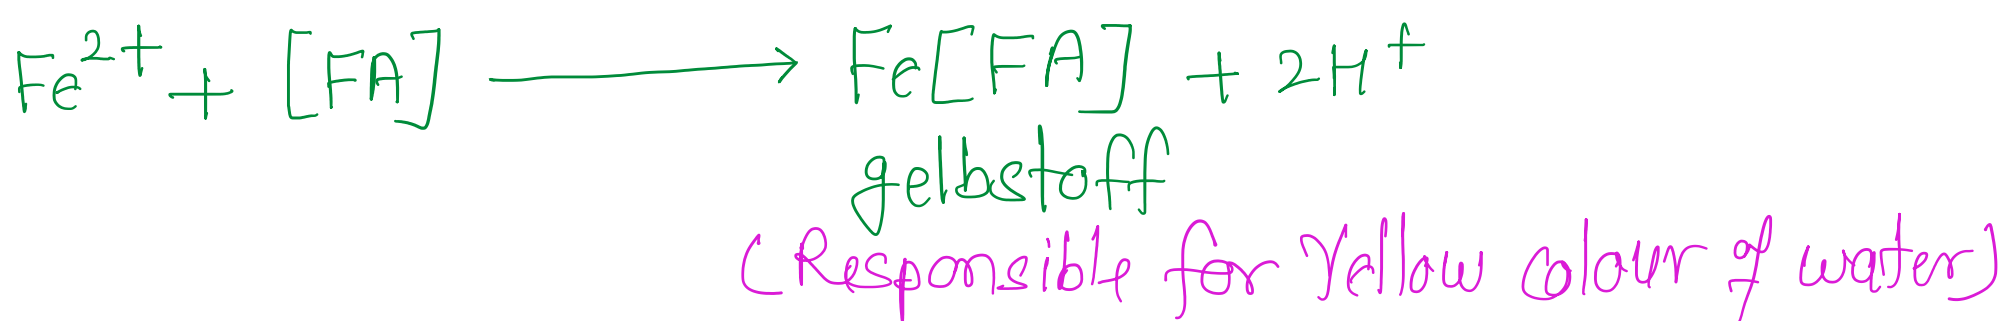 Fe²⁺ + [FA] ⟶ Fe[FA] + 2H⁺
gelbstoff
(Responsible for Yellow colour of water)